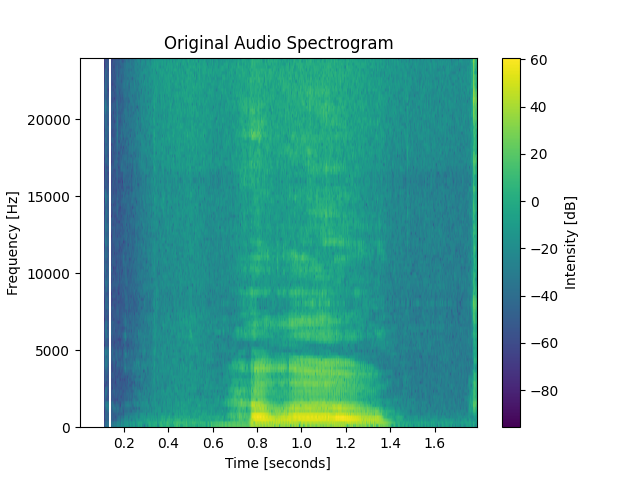 Original Audio Spectrogram
Frequency [Hz]
20000
15000
10000
5000
0
0.2 0.4 0.6 0.8 1.0 1.2 1.4 1.6
Time [seconds]
60
40
20
0
−20
−40
−60
−80
Intensity [dB]